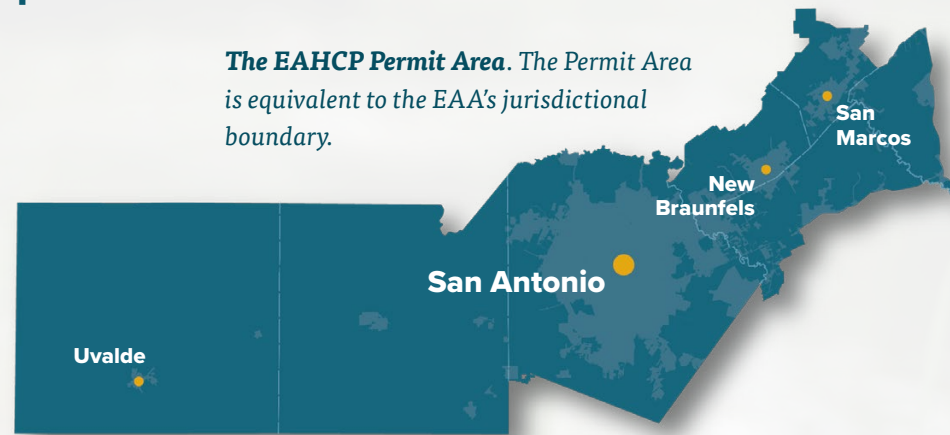 The EAHCP Permit Area. The Permit Area
is equivalent to the EAA's jurisdictional
boundary.
San
Marcos
New
Braunfels
San Antonio
Uvalde